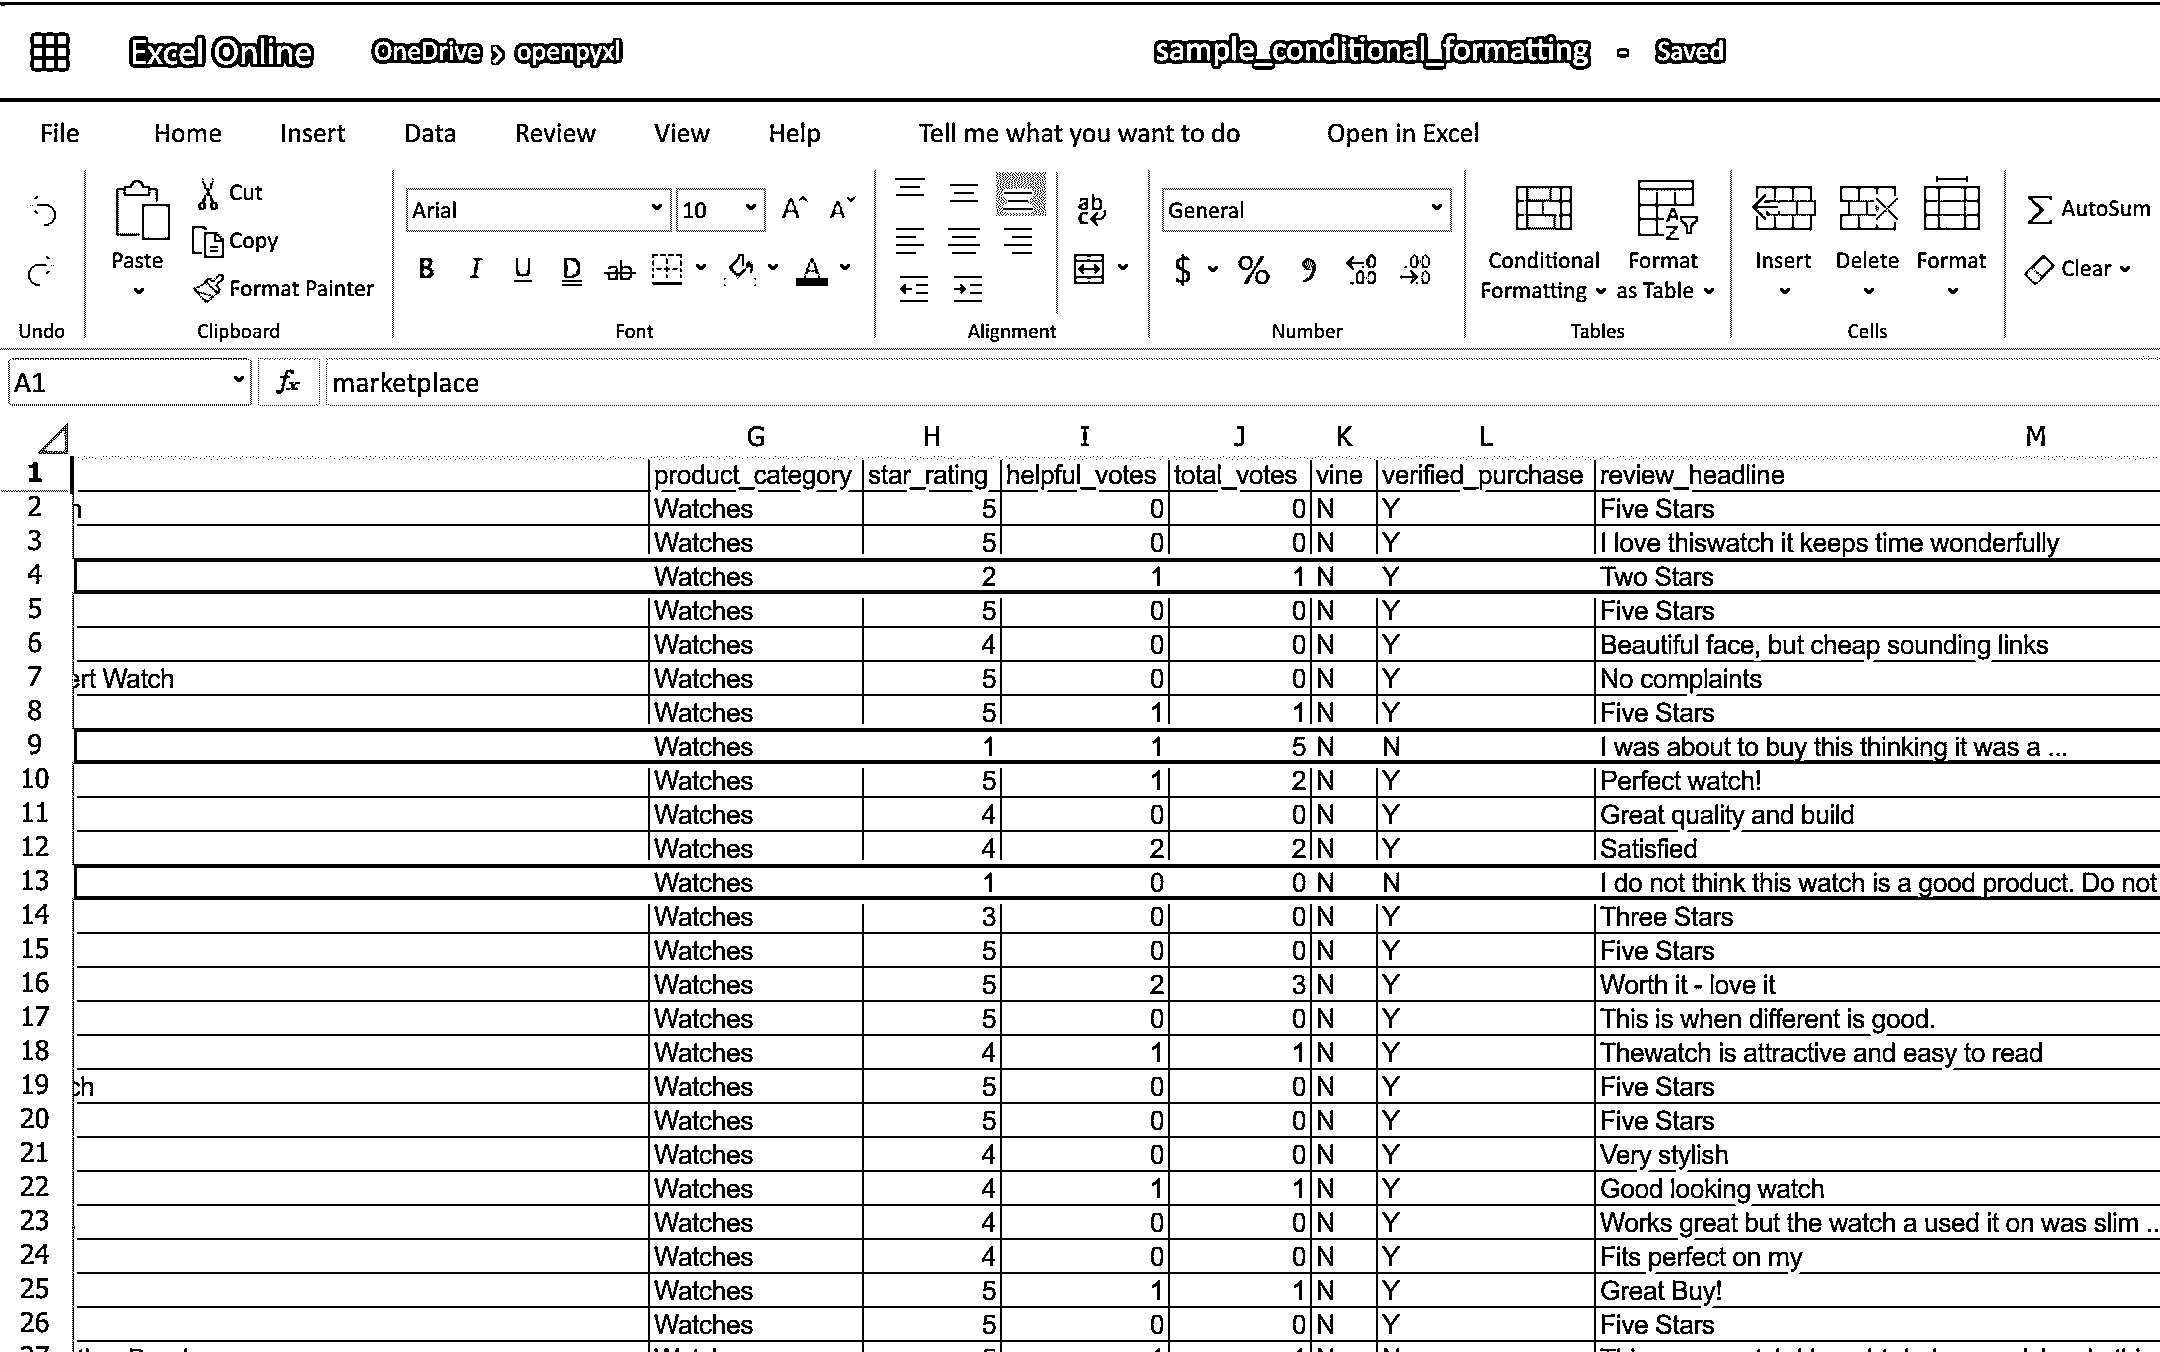 Excel Online OneDrive › openpyxl sample_conditional_formatting - Saved
File Home Insert Data Review View Help Tell me what you want to do Open in Excel
Cut
Copy
Format Painter
Paste
Undo Clipboard
Arial 10
B I U D ab A
Font
ab
Alignment
General
$ % 9 .00
Number
Conditional Formatting Format as Table
Tables
Insert Delete Format
Cells
AutoSum
Clear
A1 fx marketplace
G H I J K L M
1 product_category star_rating helpful_votes total_votes vine verified_purchase review_headline
2 Watches 5 0 0 N Y Five Stars
3 Watches 5 0 0 N Y I love thiswatch it keeps time wonderfully
4 Watches 2 1 1 N Y Two Stars
5 Watches 5 0 0 N Y Five Stars
6 Watches 4 0 0 N Y Beautiful face, but cheap sounding links
7 ert Watch Watches 5 0 0 N Y No complaints
8 Watches 5 1 1 N Y Five Stars
9 Watches 1 1 5 N N I was about to buy this thinking it was a ...
10 Watches 5 1 2 N Y Perfect watch!
11 Watches 4 0 0 N Y Great quality and build
12 Watches 4 2 2 N Y Satisfied
13 Watches 1 0 0 N N I do not think this watch is a good product. Do not
14 Watches 3 0 0 N Y Three Stars
15 Watches 5 0 0 N Y Five Stars
16 Watches 5 2 3 N Y Worth it - love it
17 Watches 5 0 0 N Y This is when different is good.
18 Watches 4 1 1 N Y Thewatch is attractive and easy to read
19 ch Watches 5 0 0 N Y Five Stars
20 Watches 5 0 0 N Y Five Stars
21 Watches 4 0 0 N Y Very stylish
22 Watches 4 1 1 N Y Good looking watch
23 Watches 4 0 0 N Y Works great but the watch a used it on was slim ..
24 Watches 4 0 0 N Y Fits perfect on my
25 Watches 5 1 1 N Y Great Buy!
26 Watches 5 0 0 N Y Five Stars